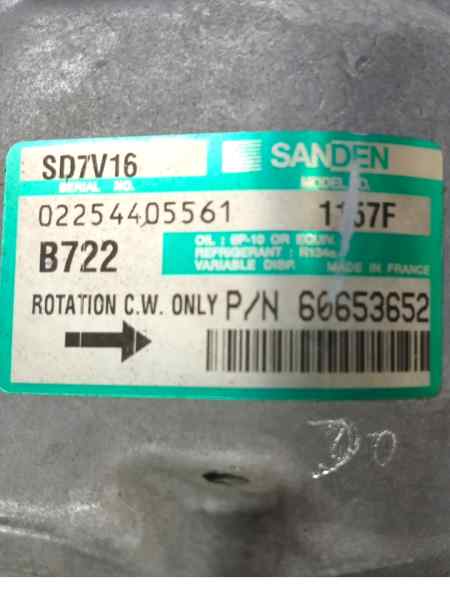 SD7V16 SANDEN
SERIAL NO. MODEL NO.
02254405561 1157F
B722
OIL : SP-10 OR EQUIV.
REFRIGERANT : R134a
VARIABLE DISP. MADE IN FRANCE
ROTATION C.W. ONLY P/N 60653652